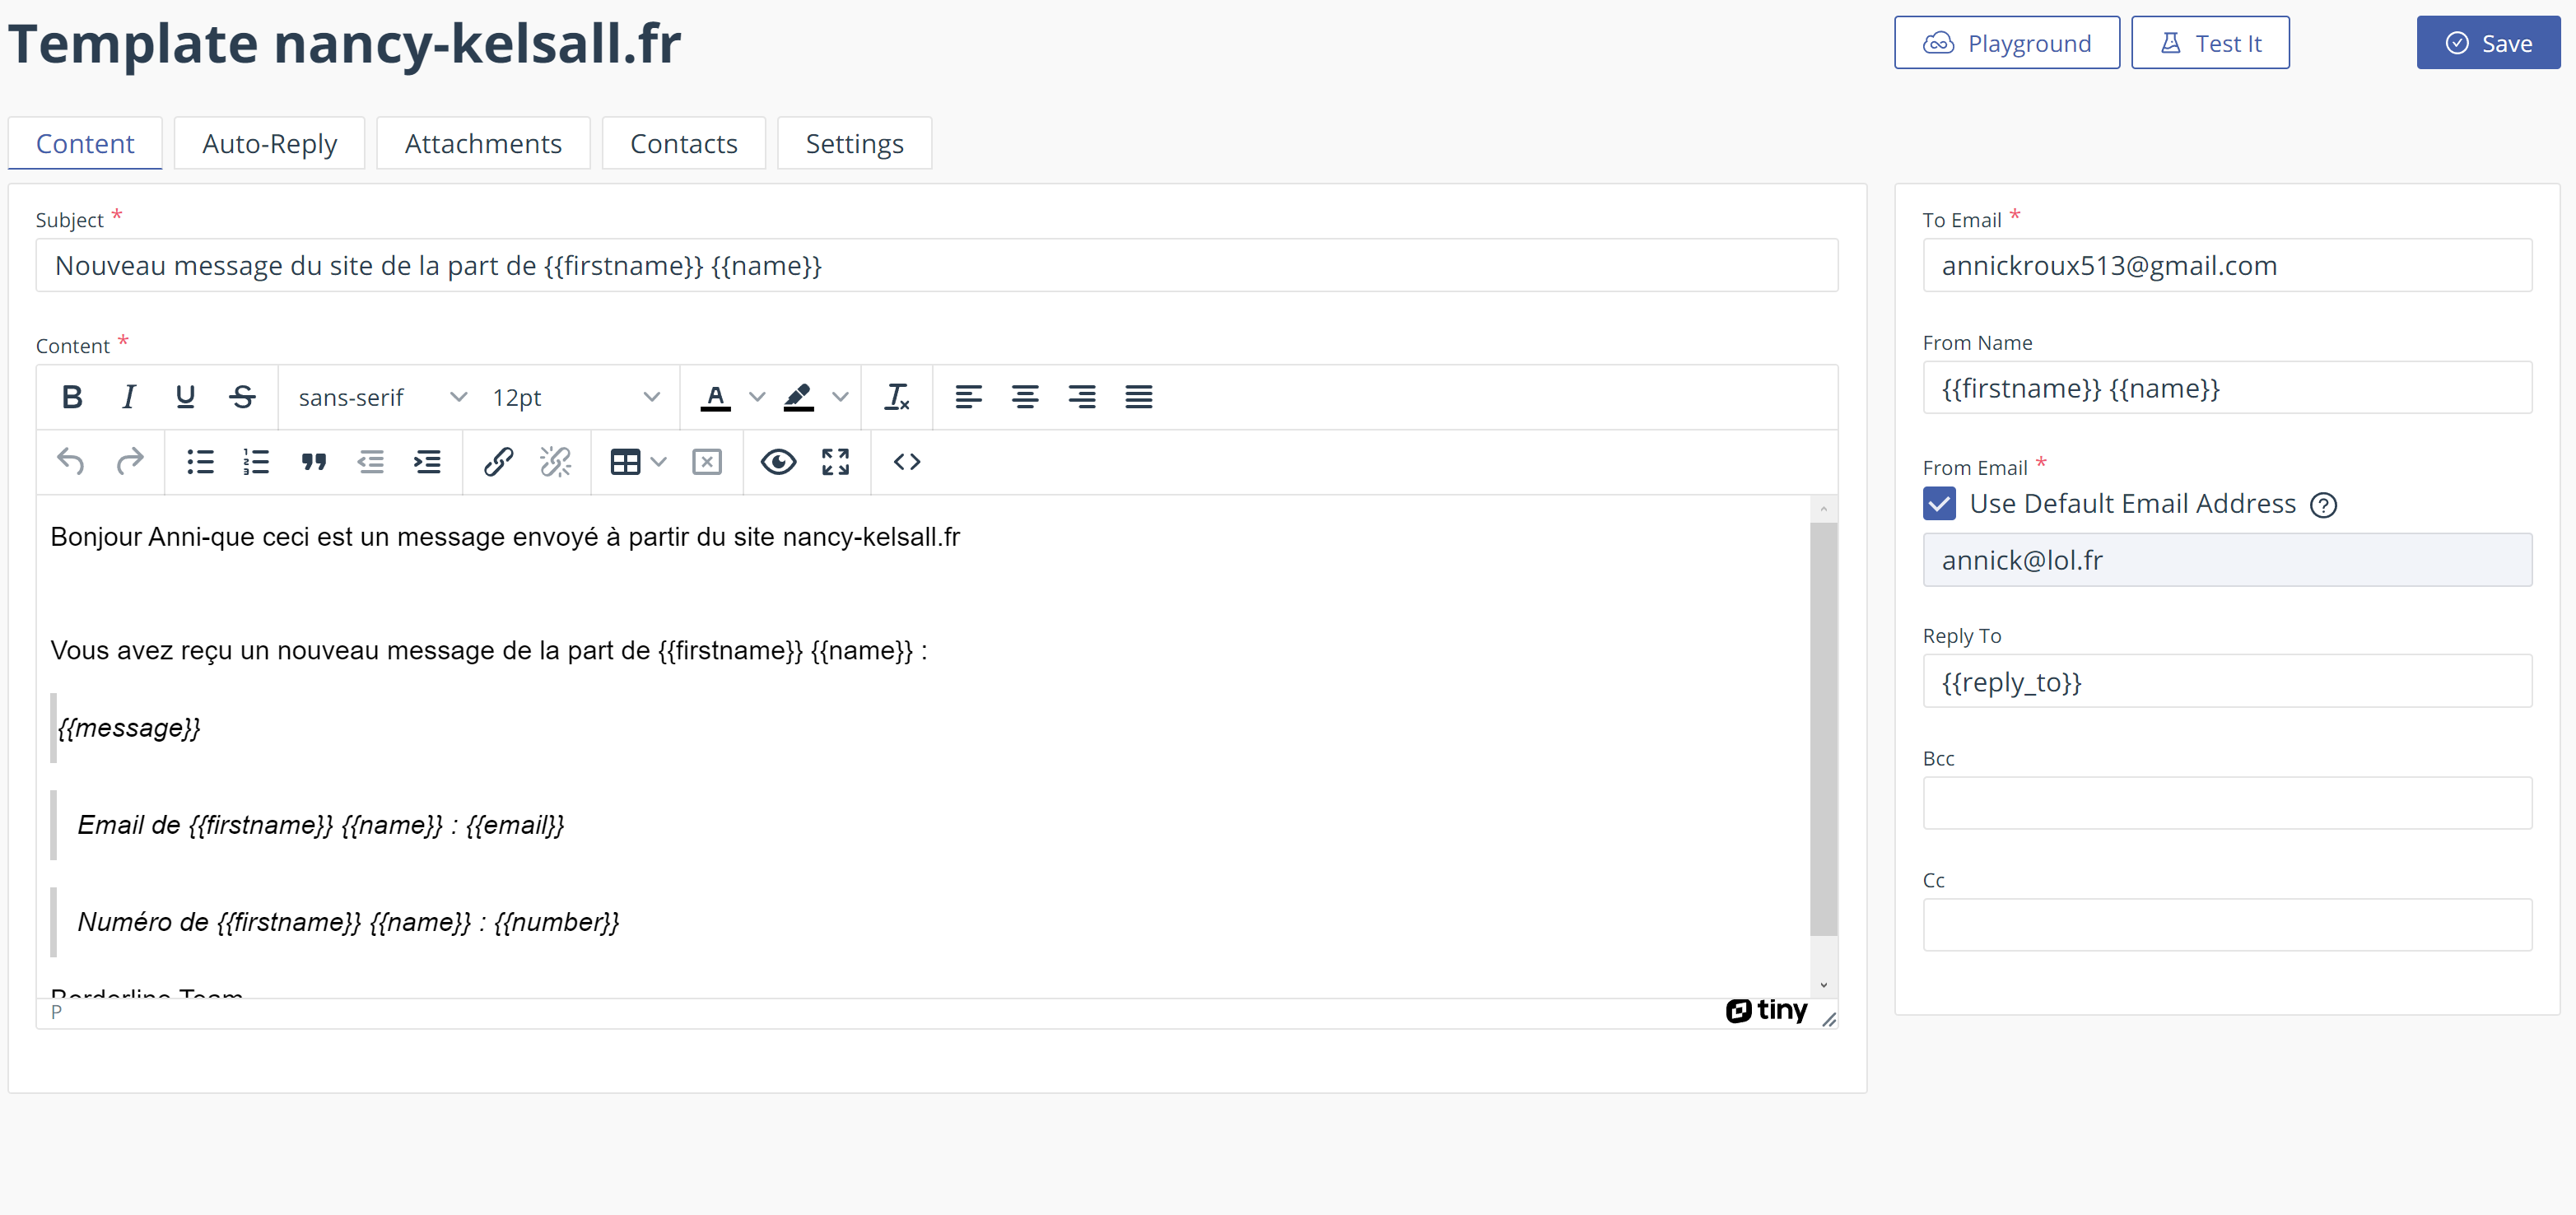 Template nancy-kelsall.fr
Playground
Test It
Save
Content
Auto-Reply
Attachments
Contacts
Settings
Subject *
Nouveau message du site de la part de {{firstname}} {{name}}
Content *
B I U S sans-serif 12pt A
Bonjour Anni-que ceci est un message envoyé à partir du site nancy-kelsall.fr
Vous avez reçu un nouveau message de la part de {{firstname}} {{name}} :
{{message}}
Email de {{firstname}} {{name}} : {{email}}
Numéro de {{firstname}} {{name}} : {{number}}
Borderline Team
P
tiny
To Email *
annickroux513@gmail.com
From Name
{{firstname}} {{name}}
From Email *
Use Default Email Address ?
annick@lol.fr
Reply To
{{reply_to}}
Bcc
Cc